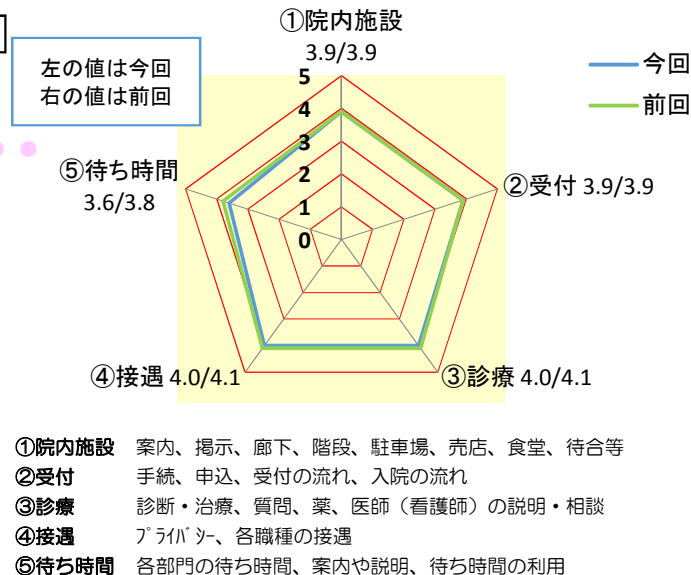 ①院内施設
3.9/3.9
左の値は今回
右の値は前回
今回
前回
5
4
3
2
1
0
⑤待ち時間
3.6/3.8
②受付 3.9/3.9
④接遇 4.0/4.1
③診療 4.0/4.1
①院内施設 案内、掲示、廊下、階段、駐車場、売店、食堂、待合等
②受付 手続、申込、受付の流れ、入院の流れ
③診療 診断・治療、質問、薬、医師（看護師）の説明・相談
④接遇 プライバシー、各職種の接遇
⑤待ち時間 各部門の待ち時間、案内や説明、待ち時間の利用